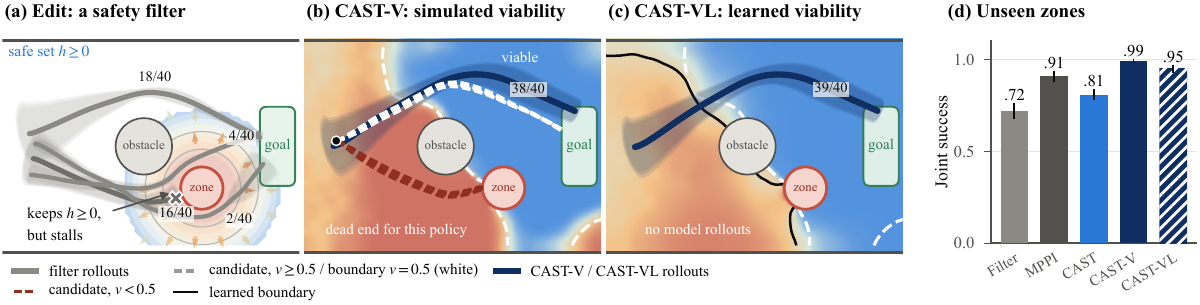 (a) Edit: a safety filter
safe set h ≥ 0
18/40
4/40
goal
obstacle
zone
keeps h ≥ 0,
but stalls
16/40
2/40
(b) CAST-V: simulated viability
viable
38/40
obstacle
goal
zone
dead end for this policy
(c) CAST-VL: learned viability
39/40
obstacle
goal
zone
no model rollouts
(d) Unseen zones
Joint success
1.0
0.5
0.0
.72
.91
.81
.99
.95
Filter
MPPI
CAST
CAST-V
CAST-VL
filter rollouts
candidate, v ≥ 0.5 / boundary v = 0.5 (white)
CAST-V / CAST-VL rollouts
candidate, v < 0.5
learned boundary